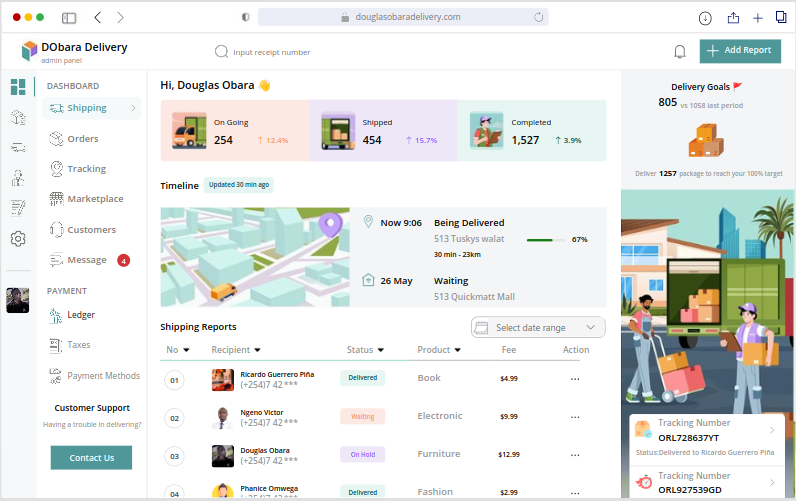 douglasobaradelivery.com
DObara Delivery
admin panel
Input receipt number
Add Report
DASHBOARD
Shipping
Orders
Tracking
Marketplace
Customers
Message
4
PAYMENT
Ledger
Taxes
Payment Methods
Customer Support
Having a trouble in delivering?
Contact Us
Hi, Douglas Obara 👋
On Going
254
↑ 12.4%
Shipped
454
↑ 15.7%
Completed
1,527
↑ 3.9%
Timeline
Updated 30 min ago
Now 9:06
Being Delivered
513 Tuskys walat
30 min - 23km
67%
26 May
Waiting
513 Quickmatt Mall
Shipping Reports
Select date range
No Recipient Status Product Fee Action
01 Ricardo Guerrero Piña Delivered Book $4.99 ...
(+254)7 42***
02 Ngeno Victor Waiting Electronic $9.99 ...
(+254)7 42***
03 Douglas Obara On Hold Furniture $12.99 ...
(+254)7 42***
04 Phanice Omwega Delivered Fashion $2.99 ...
(+254)7 42***
Delivery Goals 🚩
805 vs 1058 last period
Deliver 1257 package to reach your 100% target
Tracking Number
ORL728637YT
Status:Delivered to Ricardo Guerrero Piña
Tracking Number
ORL927539GD